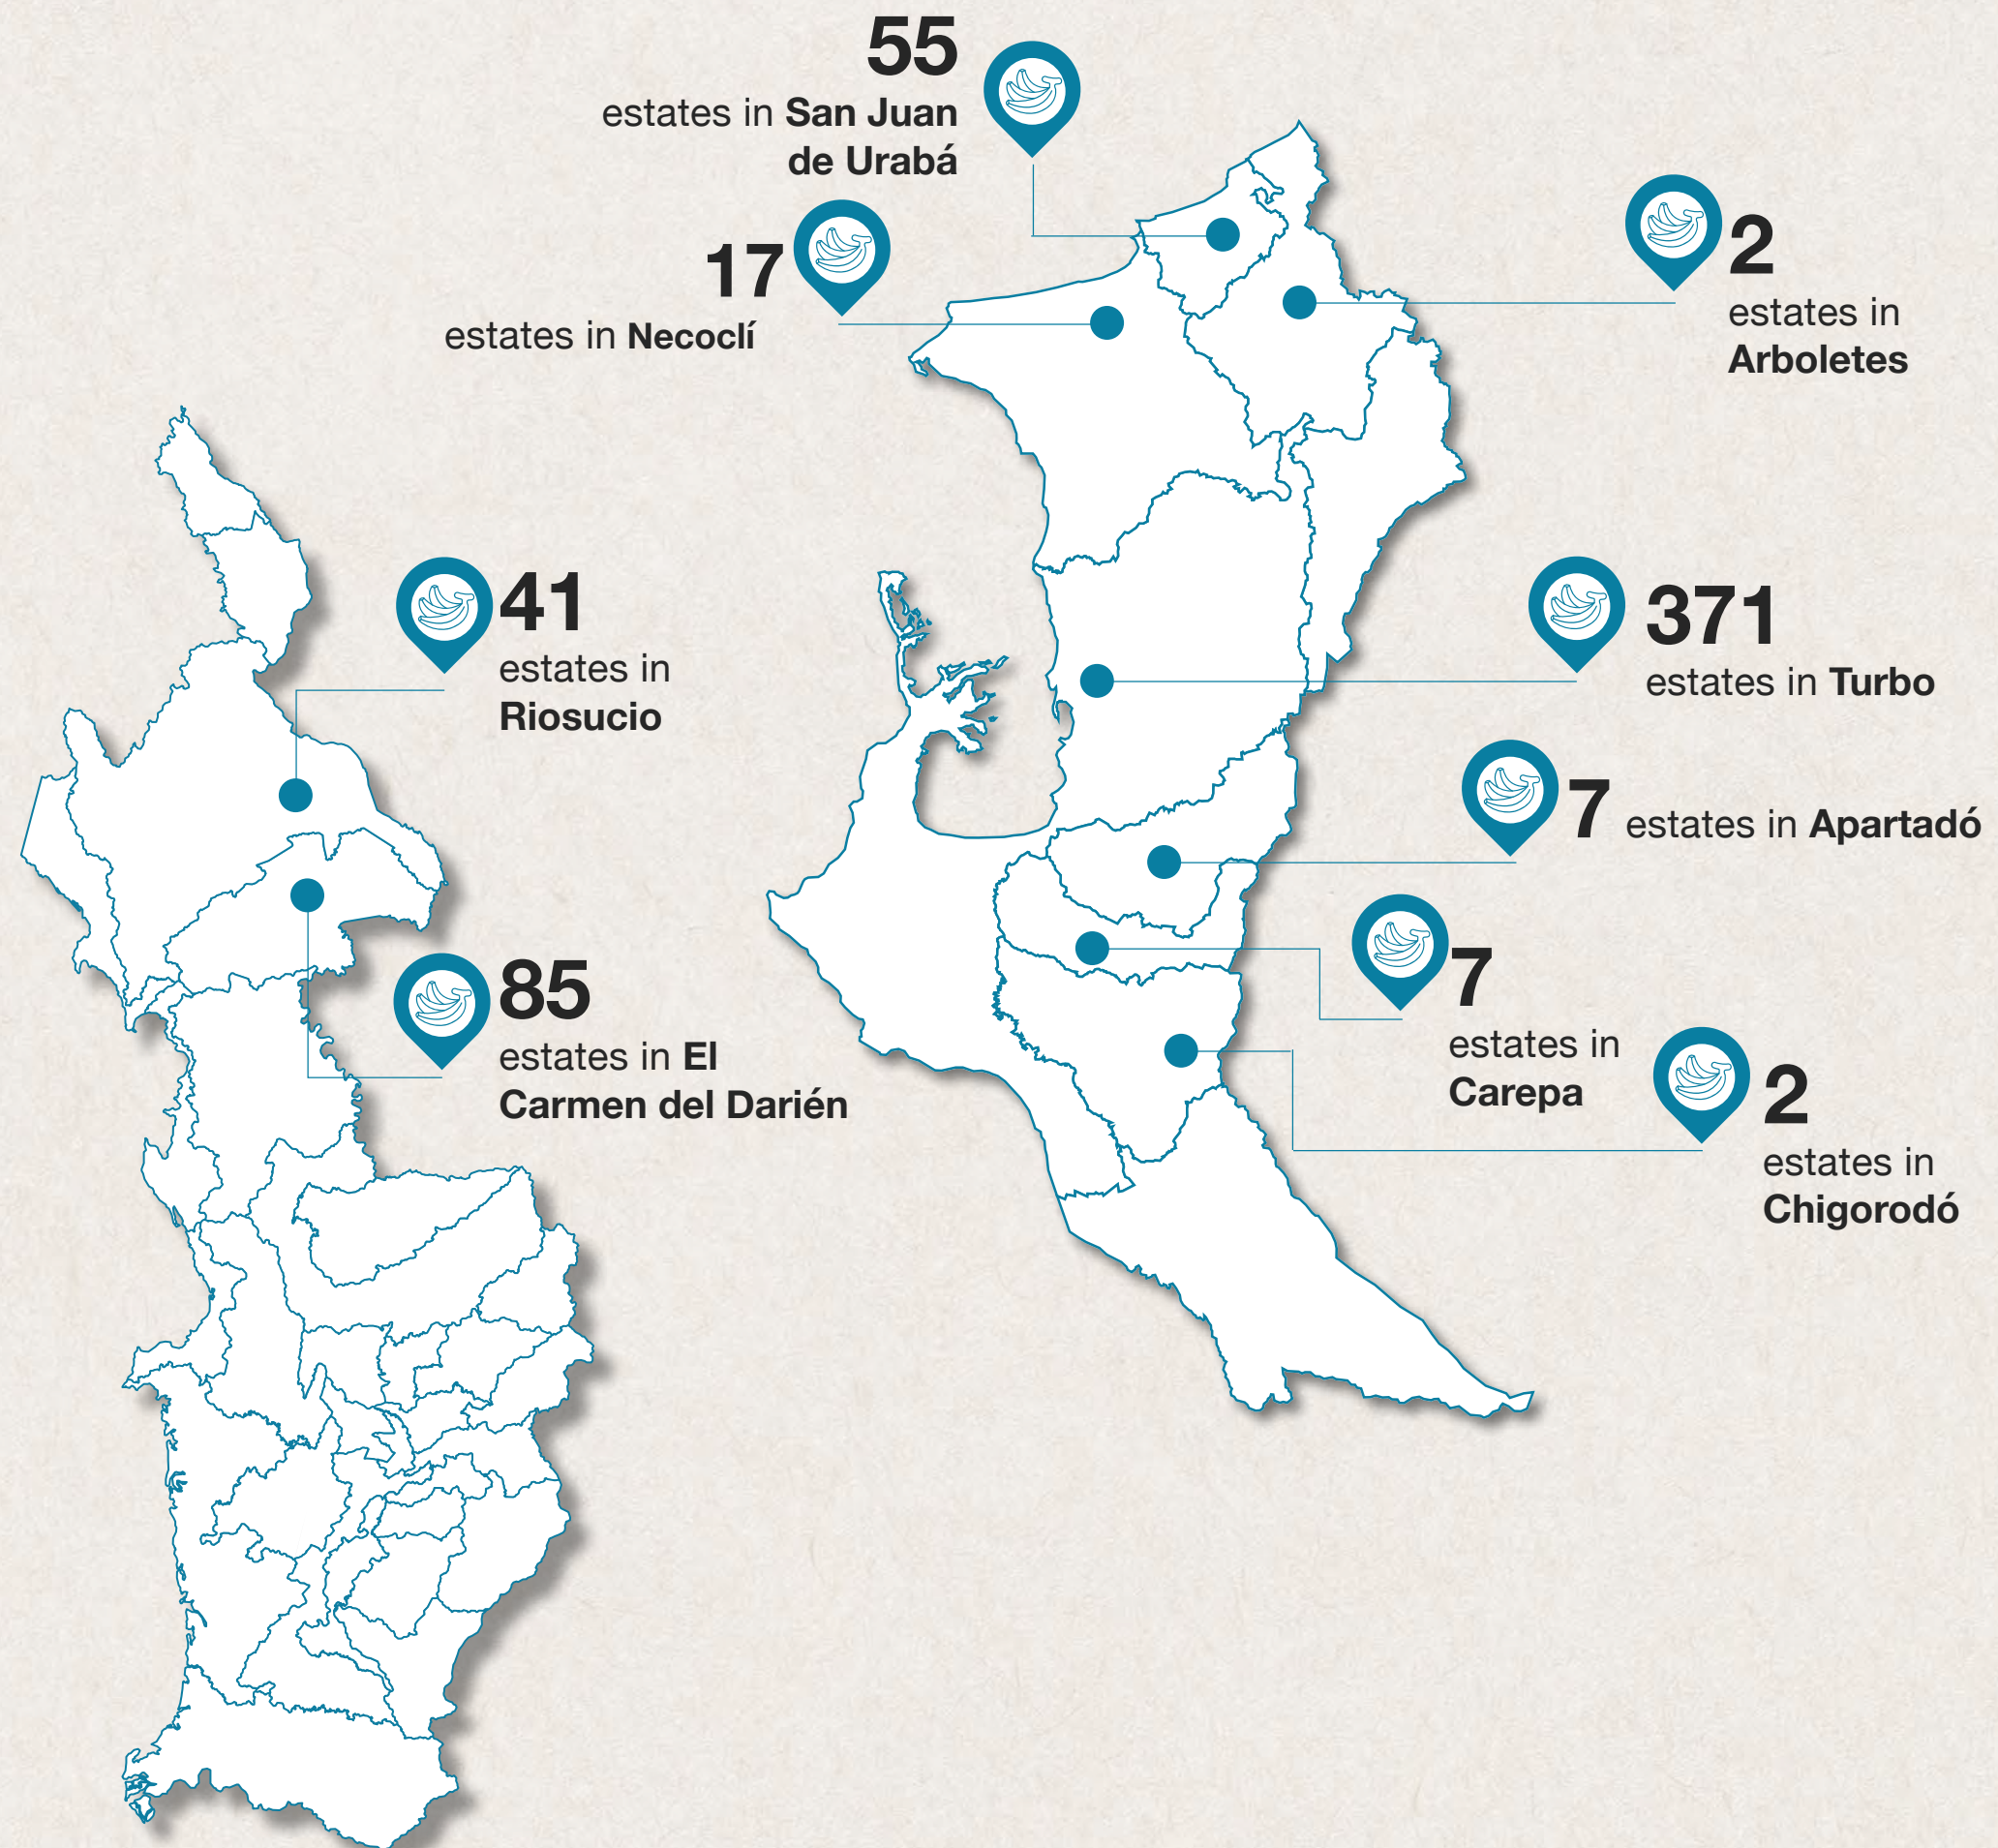 55
estates in San Juan
de Urabá
17
estates in Necoclí
2
estates in
Arboletes
41
estates in
Riosucio
371
estates in Turbo
7 estates in Apartadó
85
estates in El
Carmen del Darién
7
estates in
Carepa
2
estates in
Chigorodó